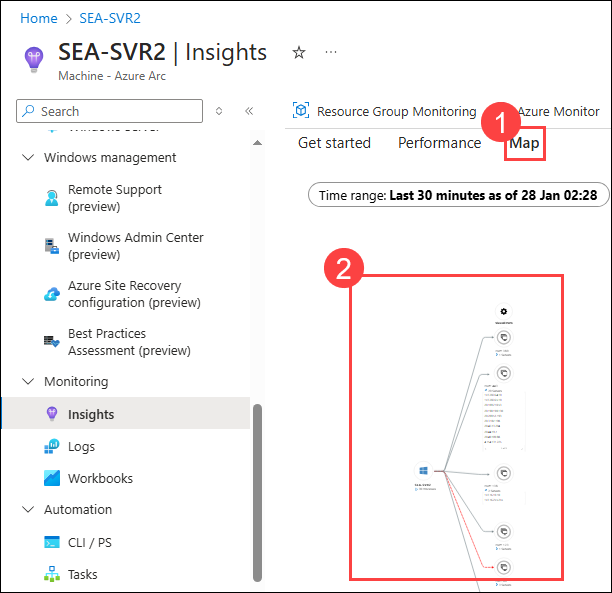 Home > SEA-SVR2
SEA-SVR2 | Insights
Machine - Azure Arc
Search
Resource Group Monitoring
Azure Monitor
1
Get started
Performance
Map
Time range: Last 30 minutes as of 28 Jan 02:28
Windows Server
Windows management
Remote Support
(preview)
Windows Admin Center
(preview)
Azure Site Recovery
configuration (preview)
Best Practices
Assessment (preview)
Monitoring
Insights
Logs
Workbooks
Automation
CLI / PS
Tasks
2